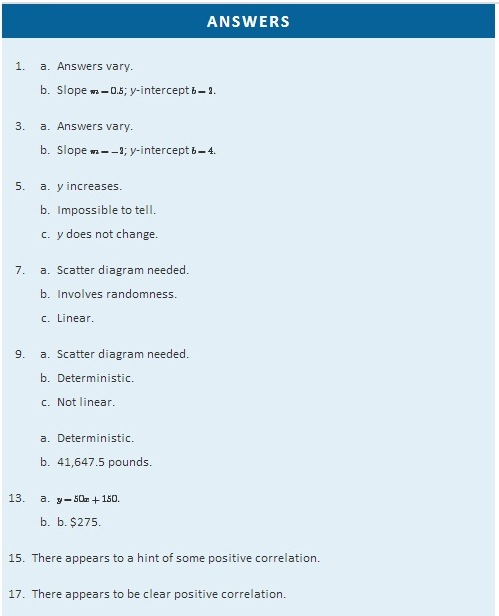 ANSWERS
1. a. Answers vary.
b. Slope m = 0.5; y-intercept b = 2.
3. a. Answers vary.
b. Slope m = −2; y-intercept b = 4.
5. a. y increases.
b. Impossible to tell.
c. y does not change.
7. a. Scatter diagram needed.
b. Involves randomness.
c. Linear.
9. a. Scatter diagram needed.
b. Deterministic.
c. Not linear.
a. Deterministic.
b. 41,647.5 pounds.
13. a. y = 50x + 150.
b. b. $275.
15. There appears to a hint of some positive correlation.
17. There appears to be clear positive correlation.